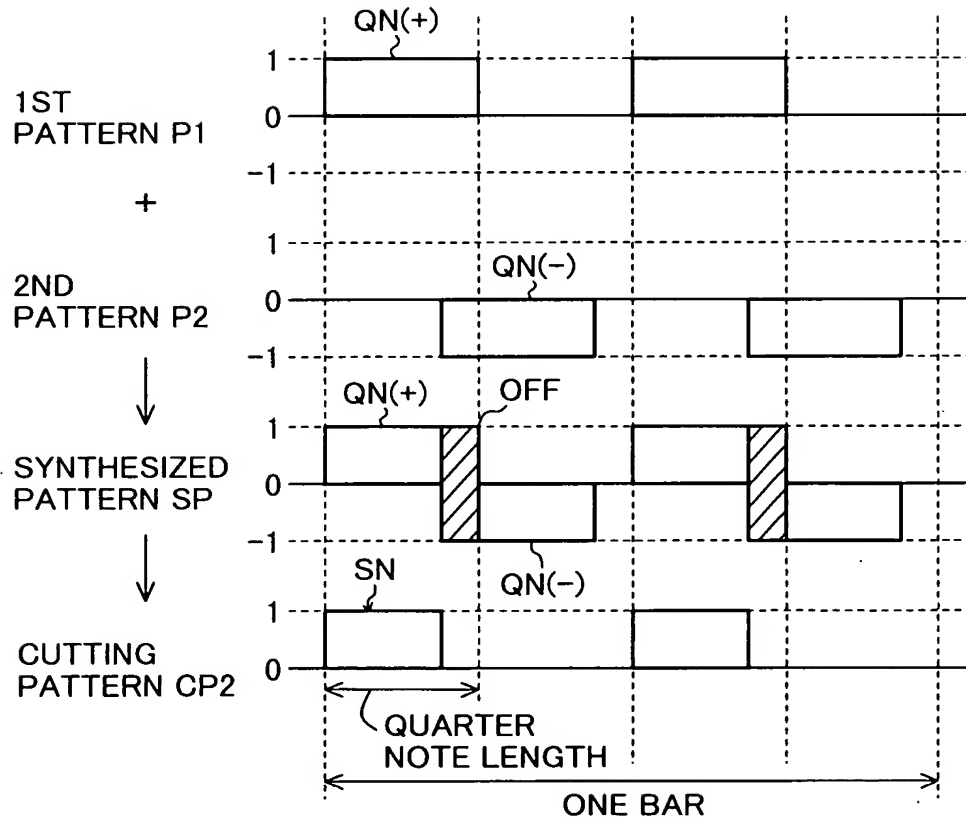 QN(+)
1
1ST
PATTERN P1
0
−1
+
1
2ND
PATTERN P2
QN(−)
0
−1
QN(+)
OFF
1
SYNTHESIZED
PATTERN SP
0
−1
SN
QN(−)
1
CUTTING
PATTERN CP2
0
QUARTER
NOTE LENGTH
ONE BAR